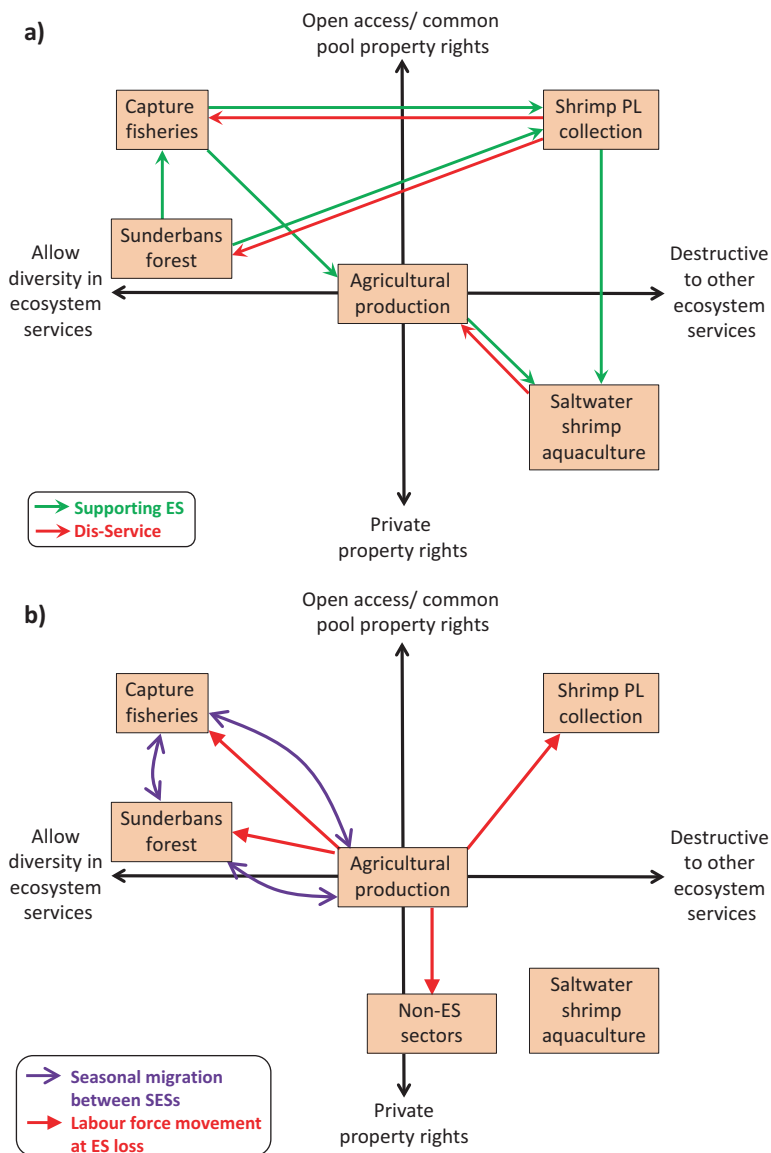 a)
Open access/ common
pool property rights
Capture
fisheries
Shrimp PL
collection
Sunderbans
forest
Allow
diversity in
ecosystem
services
Agricultural
production
Destructive
to other
ecosystem
services
Saltwater
shrimp
aquaculture
Supporting ES
Dis-Service
Private
property rights
b)
Open access/ common
pool property rights
Capture
fisheries
Shrimp PL
collection
Sunderbans
forest
Allow
diversity in
ecosystem
services
Agricultural
production
Destructive
to other
ecosystem
services
Non-ES
sectors
Saltwater
shrimp
aquaculture
Seasonal migration
between SESs
Labour force movement
at ES loss
Private
property rights